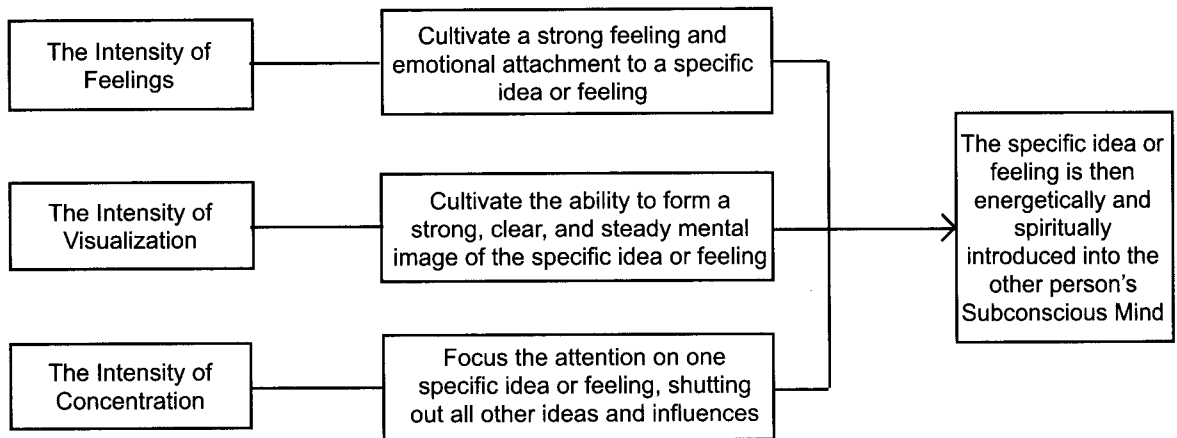 The Intensity of
Feelings
Cultivate a strong feeling and
emotional attachment to a specific
idea or feeling
The Intensity of
Visualization
Cultivate the ability to form a
strong, clear, and steady mental
image of the specific idea or feeling
The Intensity of
Concentration
Focus the attention on one
specific idea or feeling, shutting
out all other ideas and influences
The specific idea or
feeling is then
energetically and
spiritually
introduced into the
other person's
Subconscious Mind